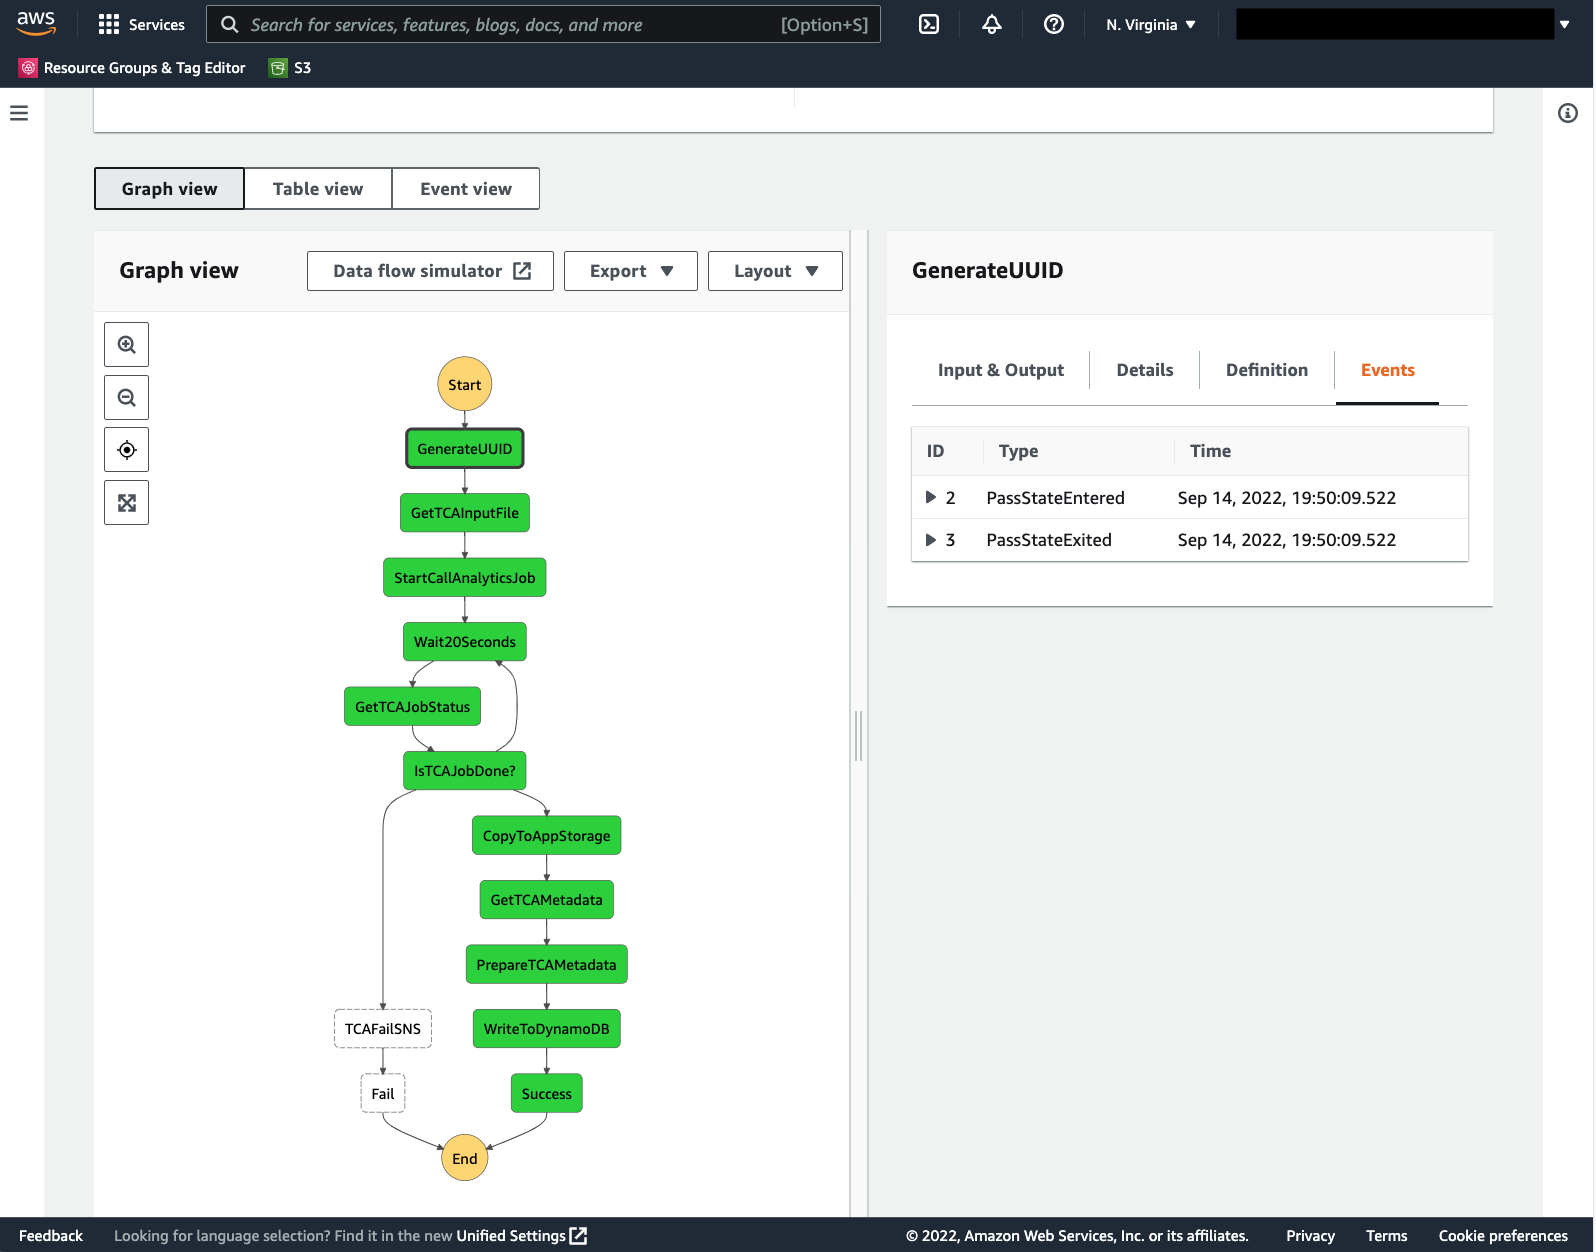 aws
Services
Search for services, features, blogs, docs, and more
[Option+S]
N. Virginia
Resource Groups & Tag Editor
S3
Graph view
Table view
Event view
Graph view
Data flow simulator
Export
Layout
Start
GenerateUUID
GetTCAInputFile
StartCallAnalyticsJob
Wait20Seconds
GetTCAJobStatus
IsTCAJobDone?
CopyToAppStorage
GetTCAMetadata
PrepareTCAMetadata
TCAFailSNS
WriteToDynamoDB
Fail
Success
End
GenerateUUID
Input & Output
Details
Definition
Events
ID Type Time
2 PassStateEntered Sep 14, 2022, 19:50:09.522
3 PassStateExited Sep 14, 2022, 19:50:09.522
Feedback
Looking for language selection? Find it in the new Unified Settings
© 2022, Amazon Web Services, Inc. or its affiliates.
Privacy
Terms
Cookie preferences